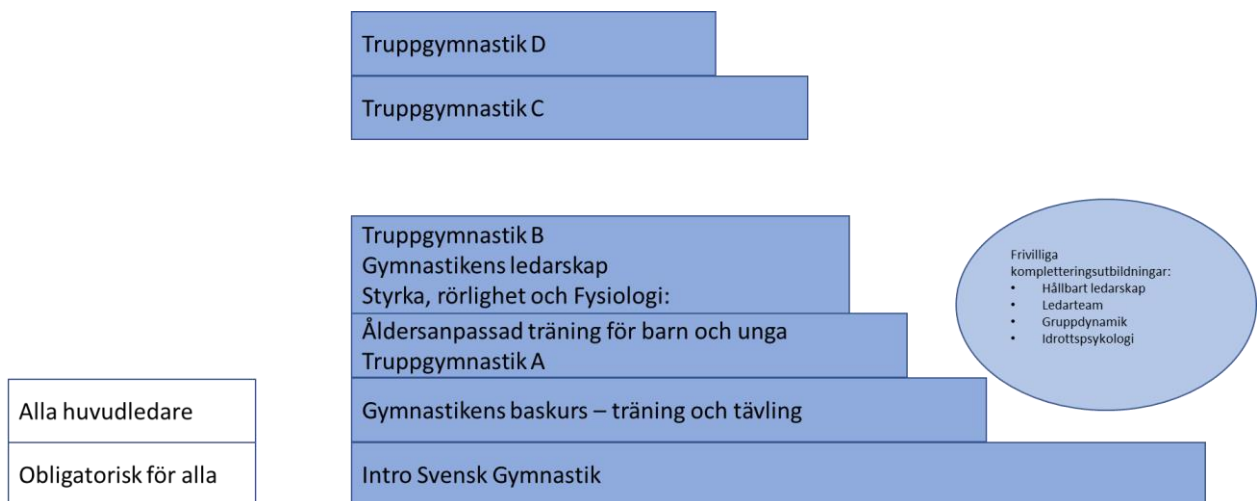 Truppgymnastik D
Truppgymnastik C
Truppgymnastik B
Gymnastikens ledarskap
Styrka, rörlighet och Fysiologi:
Åldersanpassad träning för barn och unga
Truppgymnastik A
Frivilliga
kompletteringsutbildningar:
• Hållbart ledarskap
• Ledarteam
• Gruppdynamik
• Idrottspsykologi
Alla huvudledare
Gymnastikens baskurs – träning och tävling
Obligatorisk för alla
Intro Svensk Gymnastik